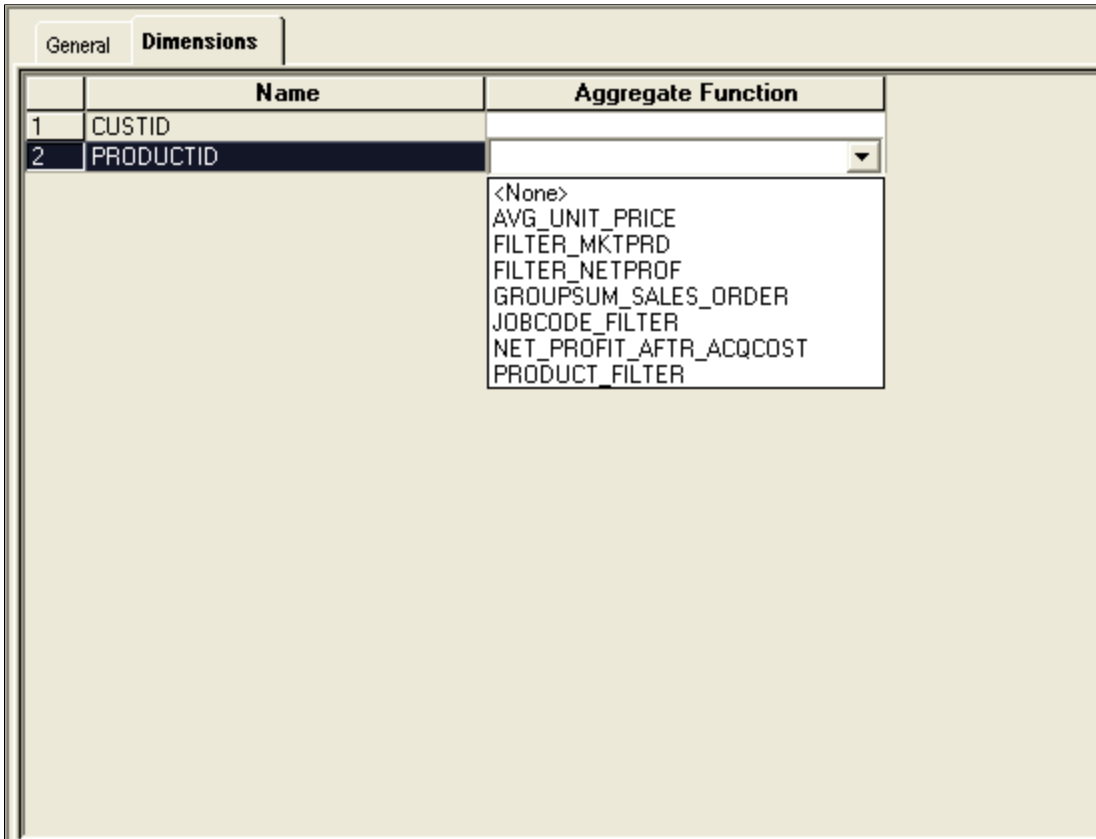 General Dimensions
Name Aggregate Function
1 CUSTID
2 PRODUCTID
<None>
AVG_UNIT_PRICE
FILTER_MKTPRD
FILTER_NETPROF
GROUPSUM_SALES_ORDER
JOBCODE_FILTER
NET_PROFIT_AFTR_ACQCOST
PRODUCT_FILTER